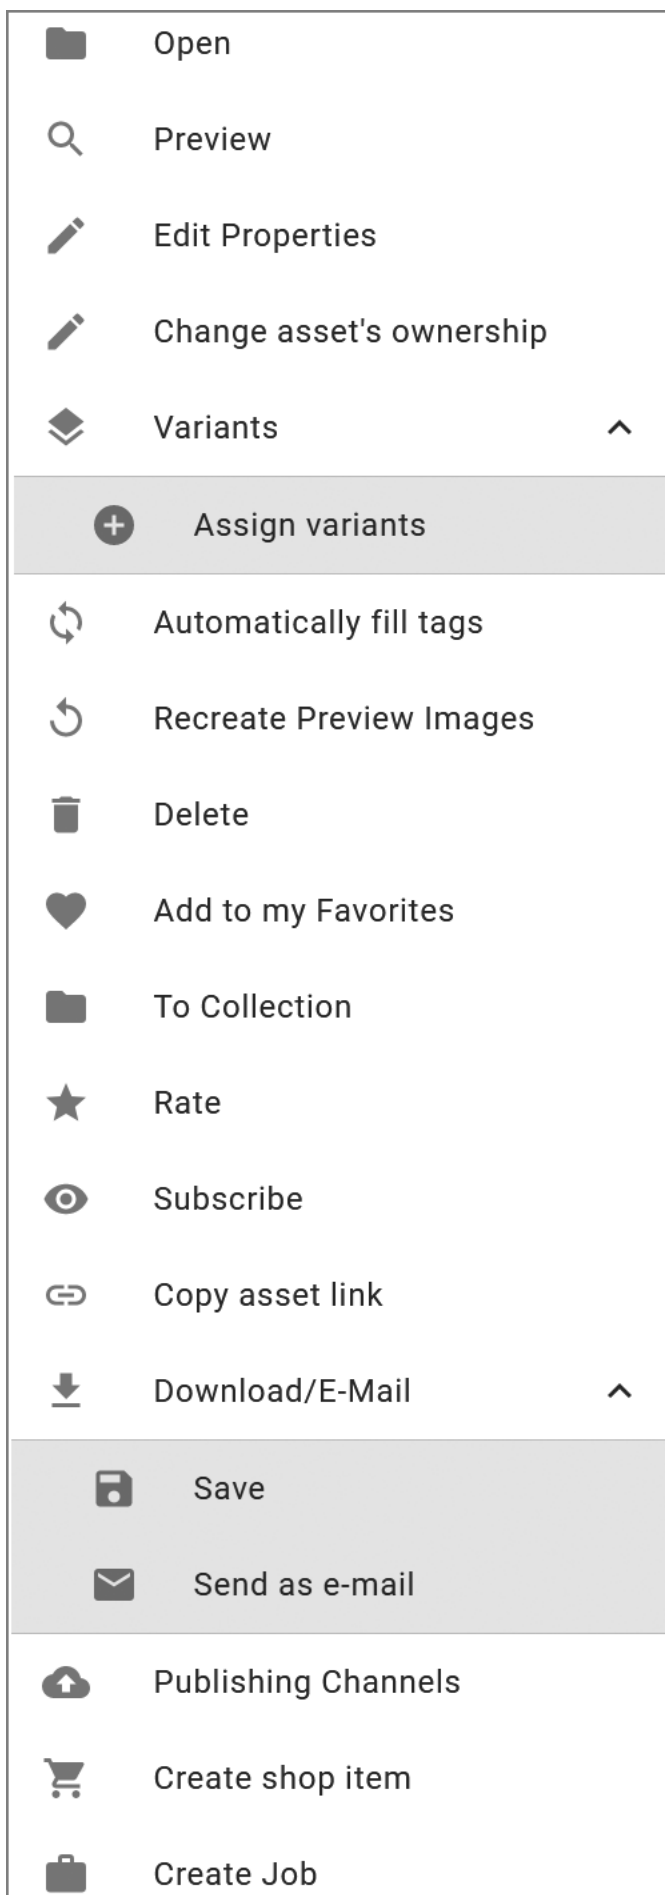 Open
Preview
Edit Properties
Change asset's ownership
Variants
Assign variants
Automatically fill tags
Recreate Preview Images
Delete
Add to my Favorites
To Collection
Rate
Subscribe
Copy asset link
Download/E-Mail
Save
Send as e-mail
Publishing Channels
Create shop item
Create Job